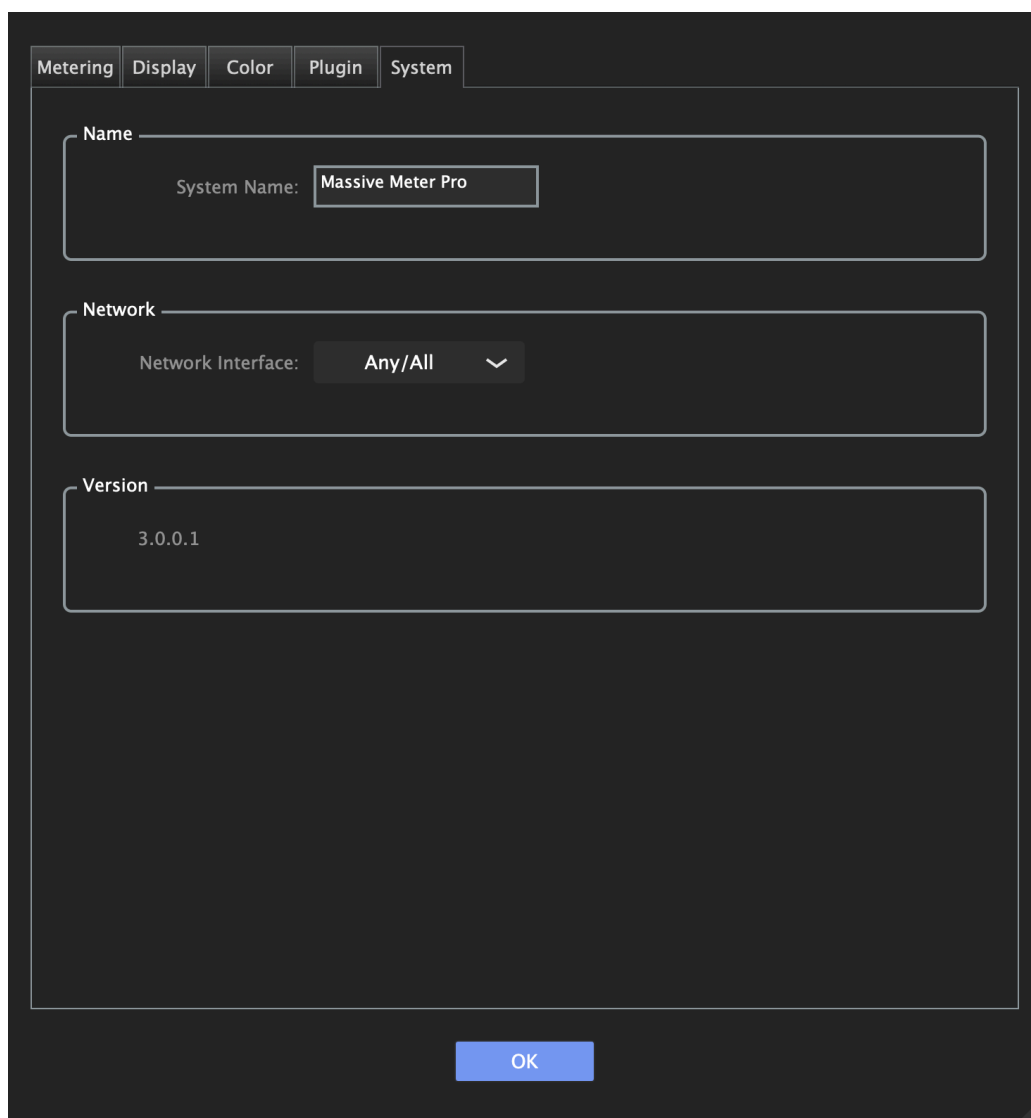 Metering Display Color Plugin System
Name
System Name: Massive Meter Pro
Network
Network Interface: Any/All
Version
3.0.0.1
OK